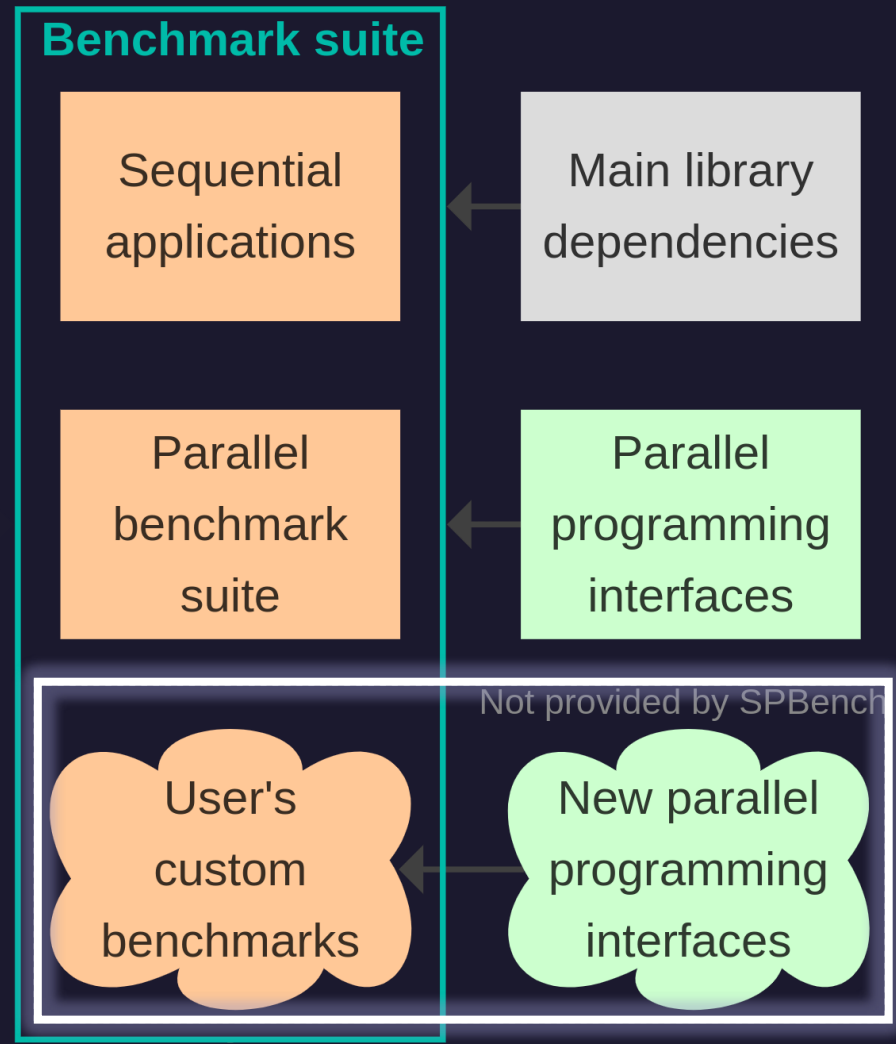 Benchmark suite
Sequential
applications
Main library
dependencies
Parallel
benchmark
suite
Parallel
programming
interfaces
Not provided by SPBench
User's
custom
benchmarks
New parallel
programming
interfaces